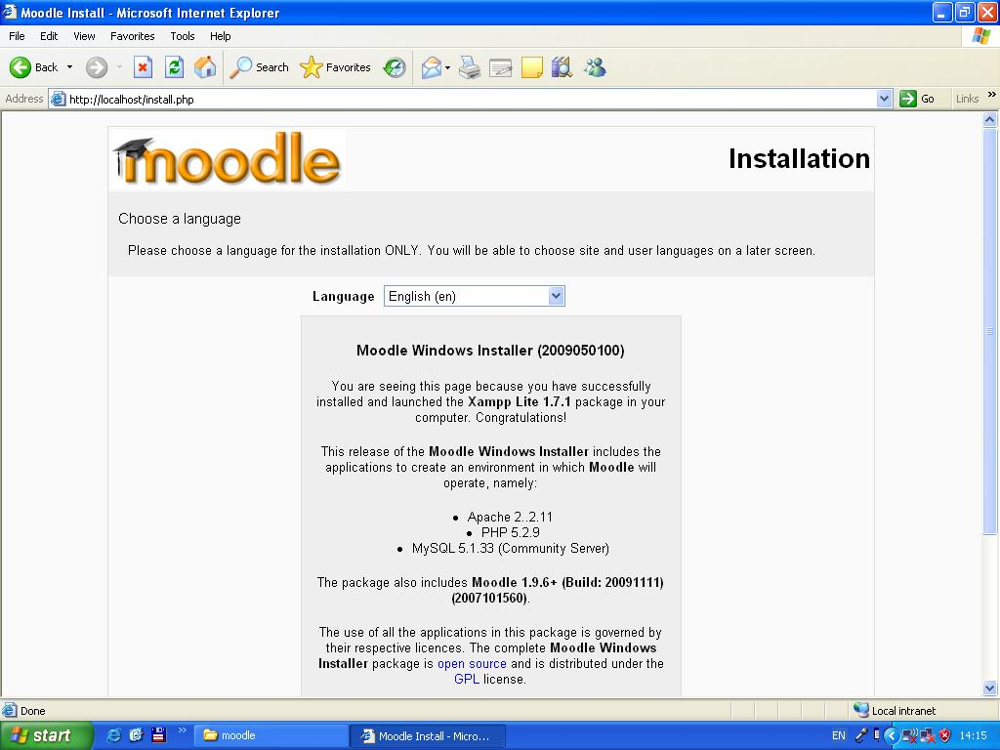 Moodle Install - Microsoft Internet Explorer
File Edit View Favorites Tools Help
Back Search Favorites
Address http://localhost/install.php Go Links »
moodle
Installation
Choose a language
Please choose a language for the installation ONLY. You will be able to choose site and user languages on a later screen.
Language English (en)
Moodle Windows Installer (2009050100)
You are seeing this page because you have successfully
installed and launched the Xampp Lite 1.7.1 package in your
computer. Congratulations!
This release of the Moodle Windows Installer includes the
applications to create an environment in which Moodle will
operate, namely:
• Apache 2..2.11
• PHP 5.2.9
• MySQL 5.1.33 (Community Server)
The package also includes Moodle 1.9.6+ (Build: 20091111)
(2007101560).
The use of all the applications in this package is governed by
their respective licences. The complete Moodle Windows
Installer package is open source and is distributed under the
GPL license.
Done Local intranet
start » moodle Moodle Install - Micro... EN 14:15